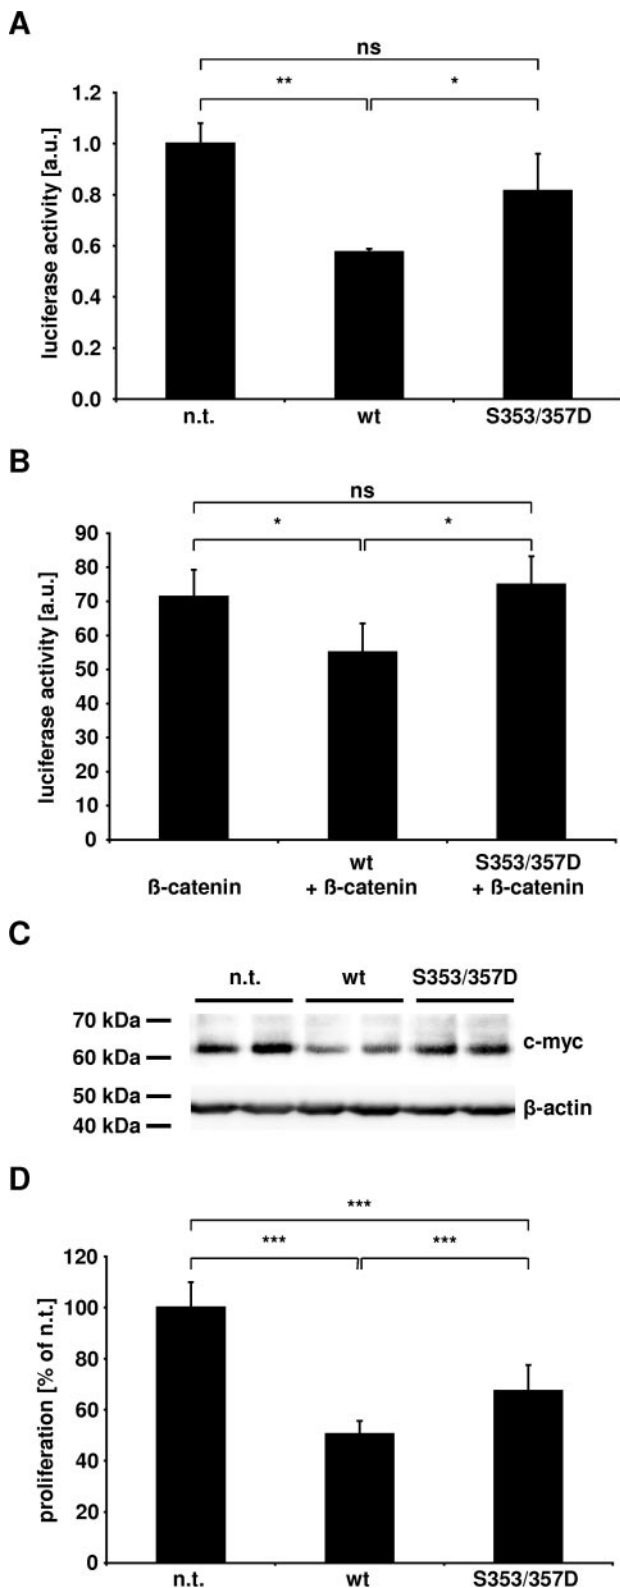 A
ns
** *
luciferase activity [a.u.]
1.2
1.0
0.8
0.6
0.4
0.2
0.0
n.t. wt S353/357D
B
ns
* *
luciferase activity [a.u.]
90
80
70
60
50
40
30
20
10
0
ß-catenin
wt
+ ß-catenin
S353/357D
+ ß-catenin
C
n.t. wt S353/357D
70 kDa
60 kDa
c-myc
50 kDa
40 kDa
β-actin
D
***
*** ***
proliferation [% of n.t.]
120
100
80
60
40
20
0
n.t. wt S353/357D